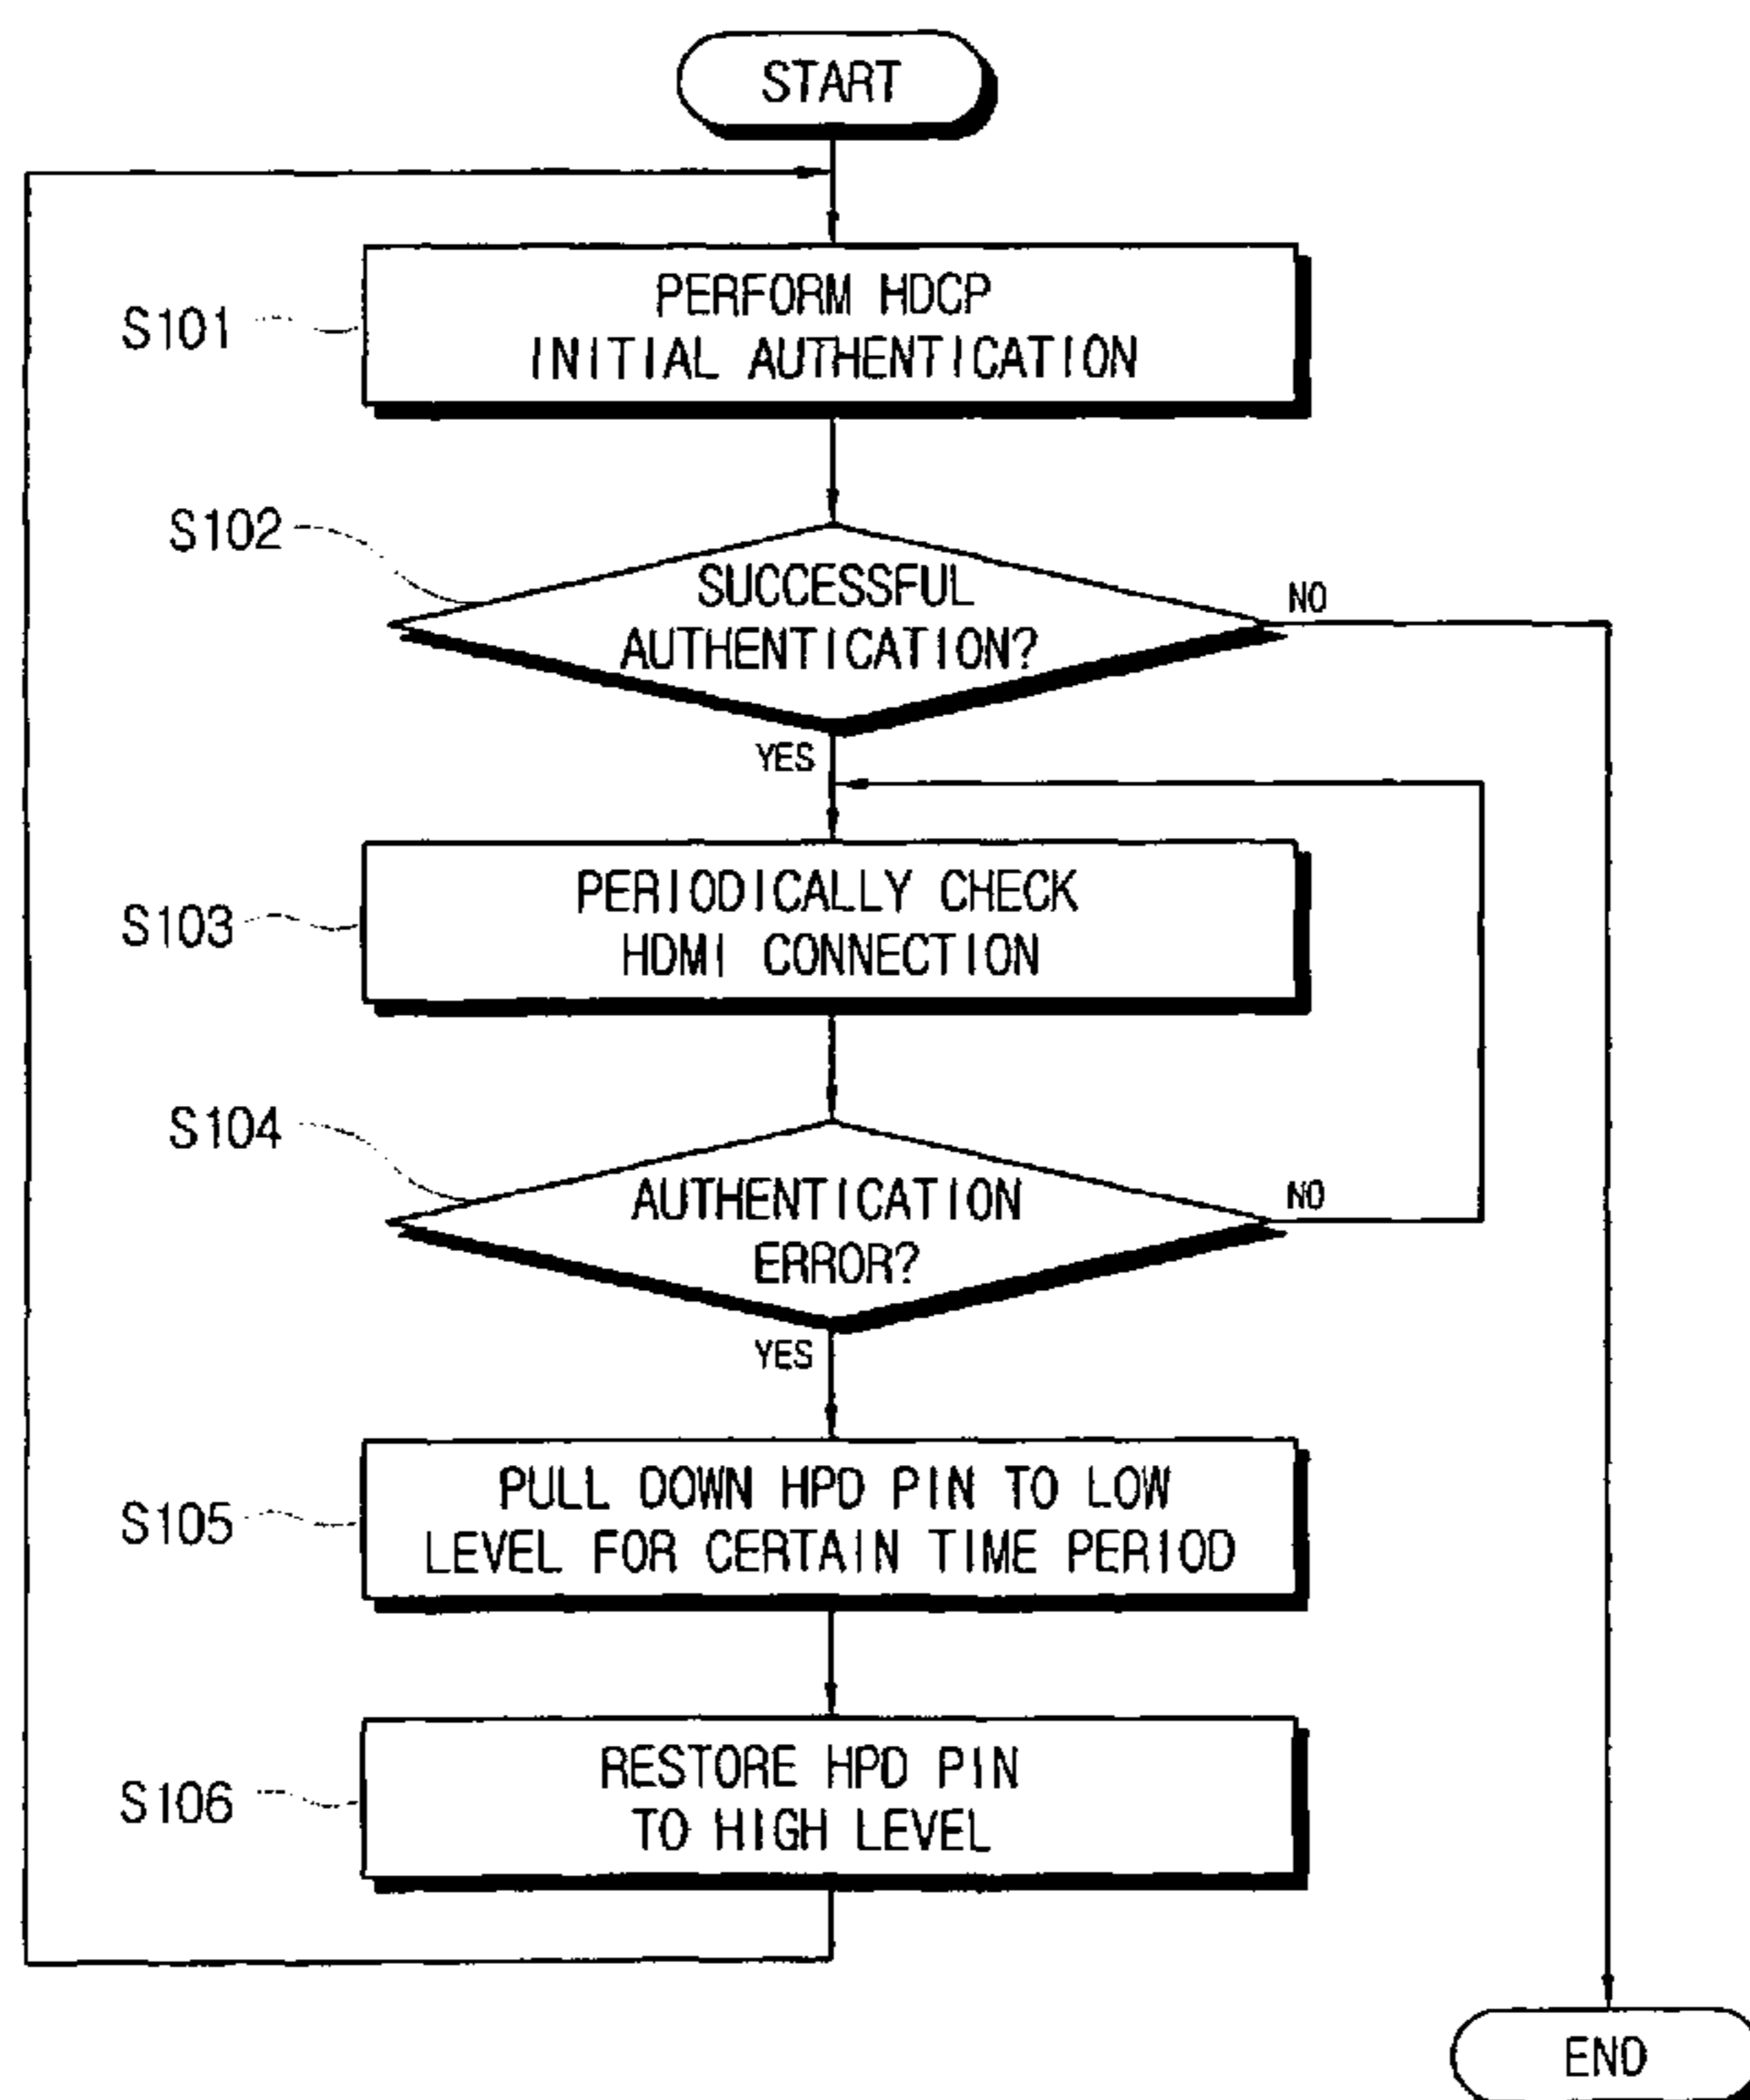 START
S101
PERFORM HDCP
INITIAL AUTHENTICATION
S102
SUCCESSFUL
AUTHENTICATION?
NO
YES
S103
PERIODICALLY CHECK
HDMI CONNECTION
S104
AUTHENTICATION
ERROR?
NO
YES
S105
PULL DOWN HPD PIN TO LOW
LEVEL FOR CERTAIN TIME PERIOD
S106
RESTORE HPD PIN
TO HIGH LEVEL
END